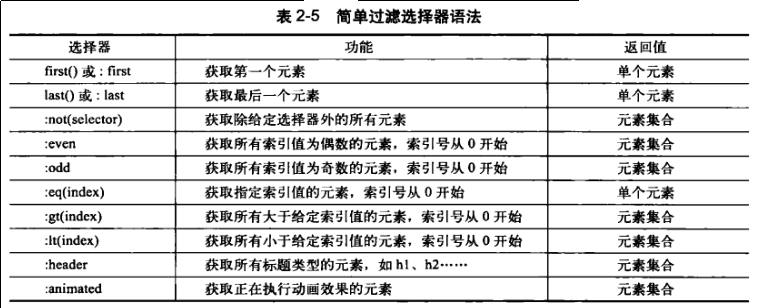 表 2-5 简单过滤选择器语法
选择器 功能 返回值
first() 或 : first 获取第一个元素 单个元素
last() 或 : last 获取最后一个元素 单个元素
:not(selector) 获取除给定选择器外的所有元素 元素集合
:even 获取所有索引值为偶数的元素，索引号从 0 开始 元素集合
:odd 获取所有索引值为奇数的元素，索引号从 0 开始 元素集合
:eq(index) 获取指定索引值的元素，索引号从 0 开始 单个元素
:gt(index) 获取所有大于给定索引值的元素，索引号从 0 开始 元素集合
:lt(index) 获取所有小于给定索引值的元素，索引号从 0 开始 元素集合
:header 获取所有标题类型的元素，如 h1、h2…… 元素集合
:animated 获取正在执行动画效果的元素 元素集合